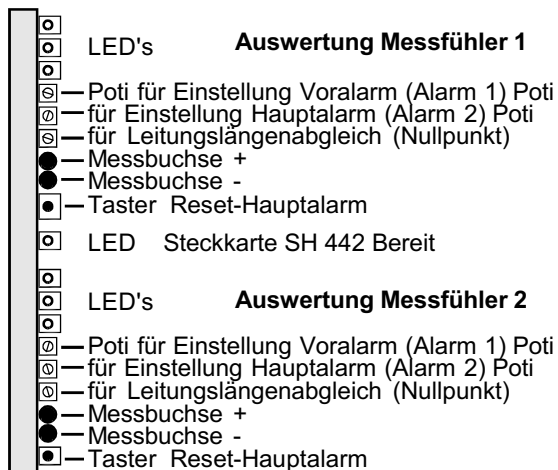 LED's Auswertung Messfühler 1
Poti für Einstellung Voralarm (Alarm 1) Poti
für Einstellung Hauptalarm (Alarm 2) Poti
für Leitungslängenabgleich (Nullpunkt)
Messbuchse +
Messbuchse -
Taster Reset-Hauptalarm
LED Steckkarte SH 442 Bereit
LED's Auswertung Messfühler 2
Poti für Einstellung Voralarm (Alarm 1) Poti
für Einstellung Hauptalarm (Alarm 2) Poti
für Leitungslängenabgleich (Nullpunkt)
Messbuchse +
Messbuchse -
Taster Reset-Hauptalarm